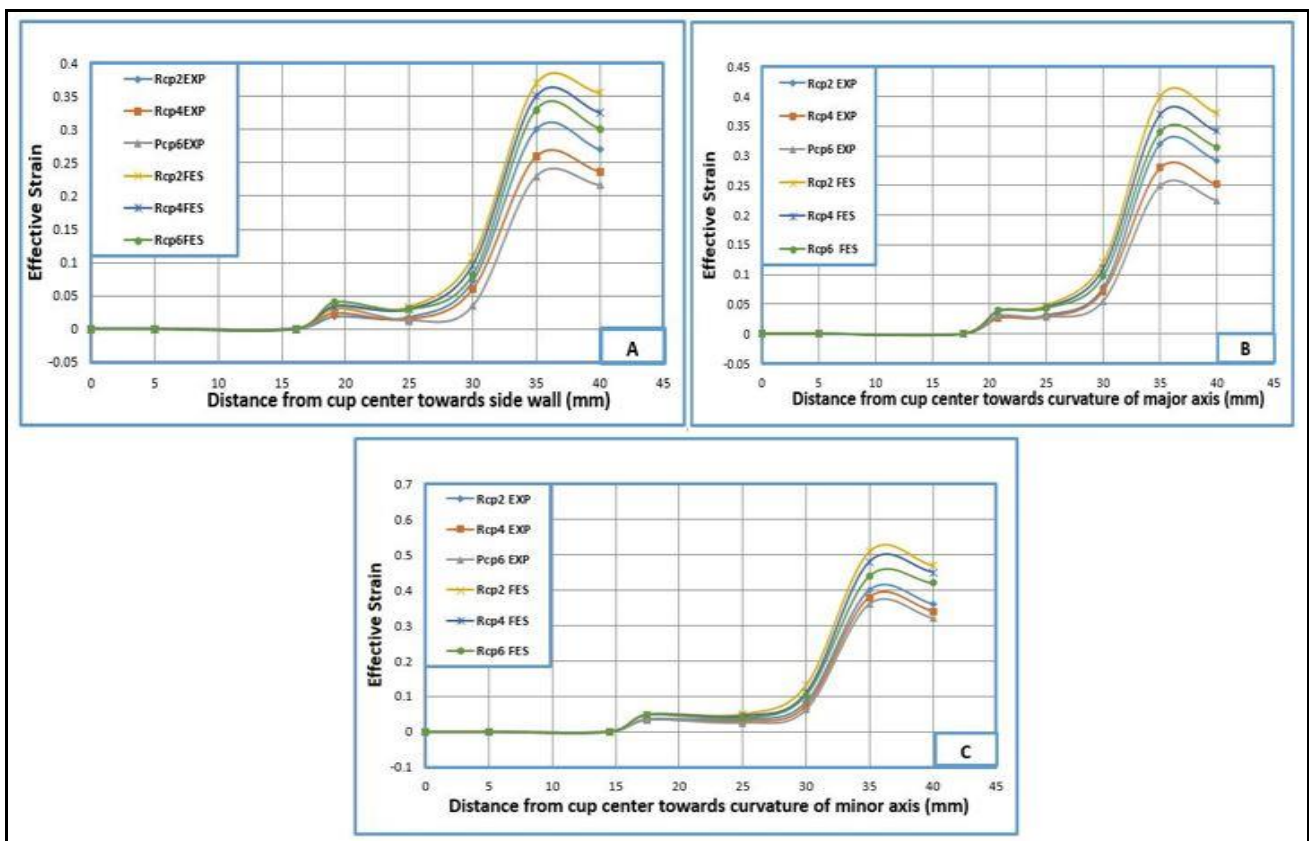 0.4
0.35
0.3
0.25
0.2
0.15
0.1
0.05
0
-0.05
Effective Strain
Rcp2EXP
Rcp4EXP
Pcp6EXP
Rcp2FES
Rcp4FES
Rcp6FES
A
0 5 10 15 20 25 30 35 40 45
Distance from cup center towards side wall (mm)
0.45
0.4
0.35
0.3
0.25
0.2
0.15
0.1
0.05
0
-0.05
Effective Strain
Rcp2 EXP
Rcp4 EXP
Pcp6 EXP
Rcp2 FES
Rcp4 FES
Rcp6 FES
B
0 5 10 15 20 25 30 35 40 45
Distance from cup center towards curvature of major axis (mm)
0.7
0.6
0.5
0.4
0.3
0.2
0.1
0
-0.1
Effective Strain
Rcp2 EXP
Rcp4 EXP
Pcp6 EXP
Rcp2 FES
Rcp4 FES
Rcp6 FES
C
0 5 10 15 20 25 30 35 40 45
Distance from cup center towards curvature of minor axis (mm)